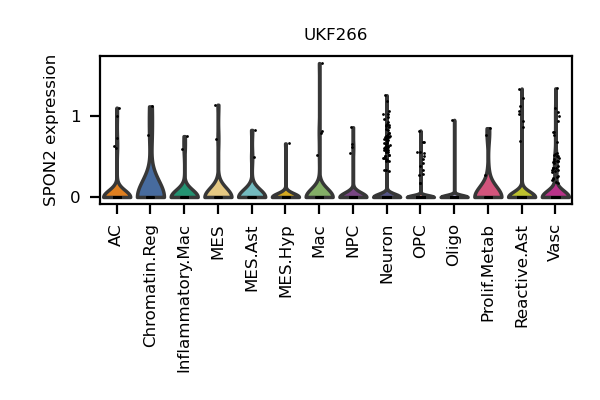 UKF266
SPON2 expression
1
0
AC
Chromatin.Reg
Inflammatory.Mac
MES
MES.Ast
MES.Hyp
Mac
NPC
Neuron
OPC
Oligo
Prolif.Metab
Reactive.Ast
Vasc